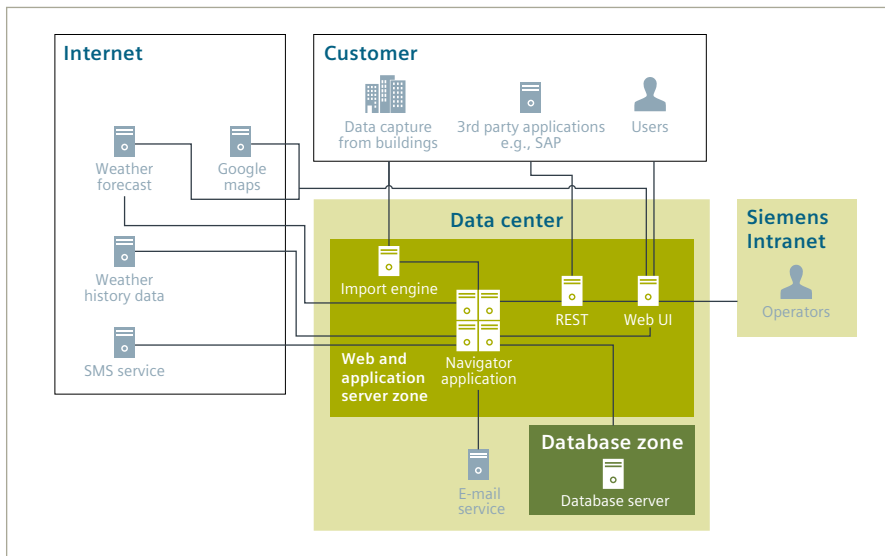 Internet
Weather
forecast
Google
maps
Weather
history data
SMS service
Customer
Data capture
from buildings
3rd party applications
e.g., SAP
Users
Data center
Import engine
REST
Web UI
Web and
application
server zone
Navigator
application
Database zone
Database server
E-mail
service
Siemens
Intranet
Operators